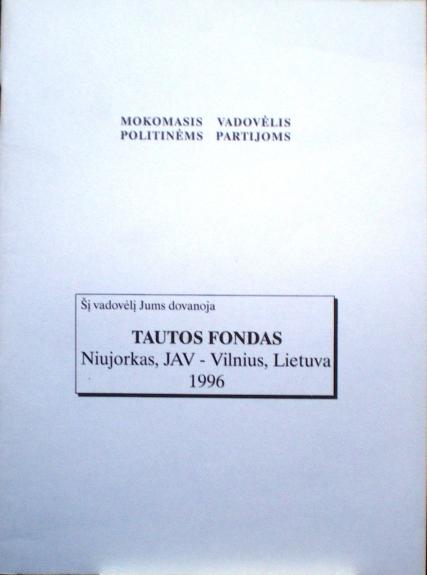 MOKOMASIS VADOVĖLIS
POLITINĖMS PARTIJOMS
Šį vadovėlį Jums dovanoja
TAUTOS FONDAS
Niujorkas, JAV - Vilnius, Lietuva
1996